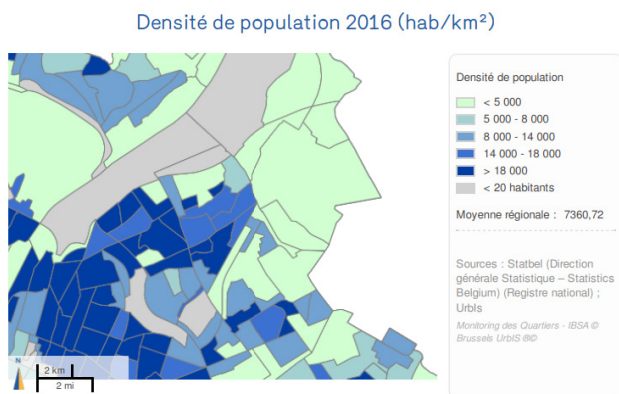 Densité de population 2016 (hab/km²)
Densité de population
< 5 000
5 000 - 8 000
8 000 - 14 000
14 000 - 18 000
> 18 000
< 20 habitants
Moyenne régionale : 7360,72
Sources : Statbel (Direction
générale Statistique – Statistics
Belgium) (Registre national) ;
UrbIs
Monitoring des Quartiers - IBSA ©
Brussels UrbIS ®©
N
2 km
2 mi